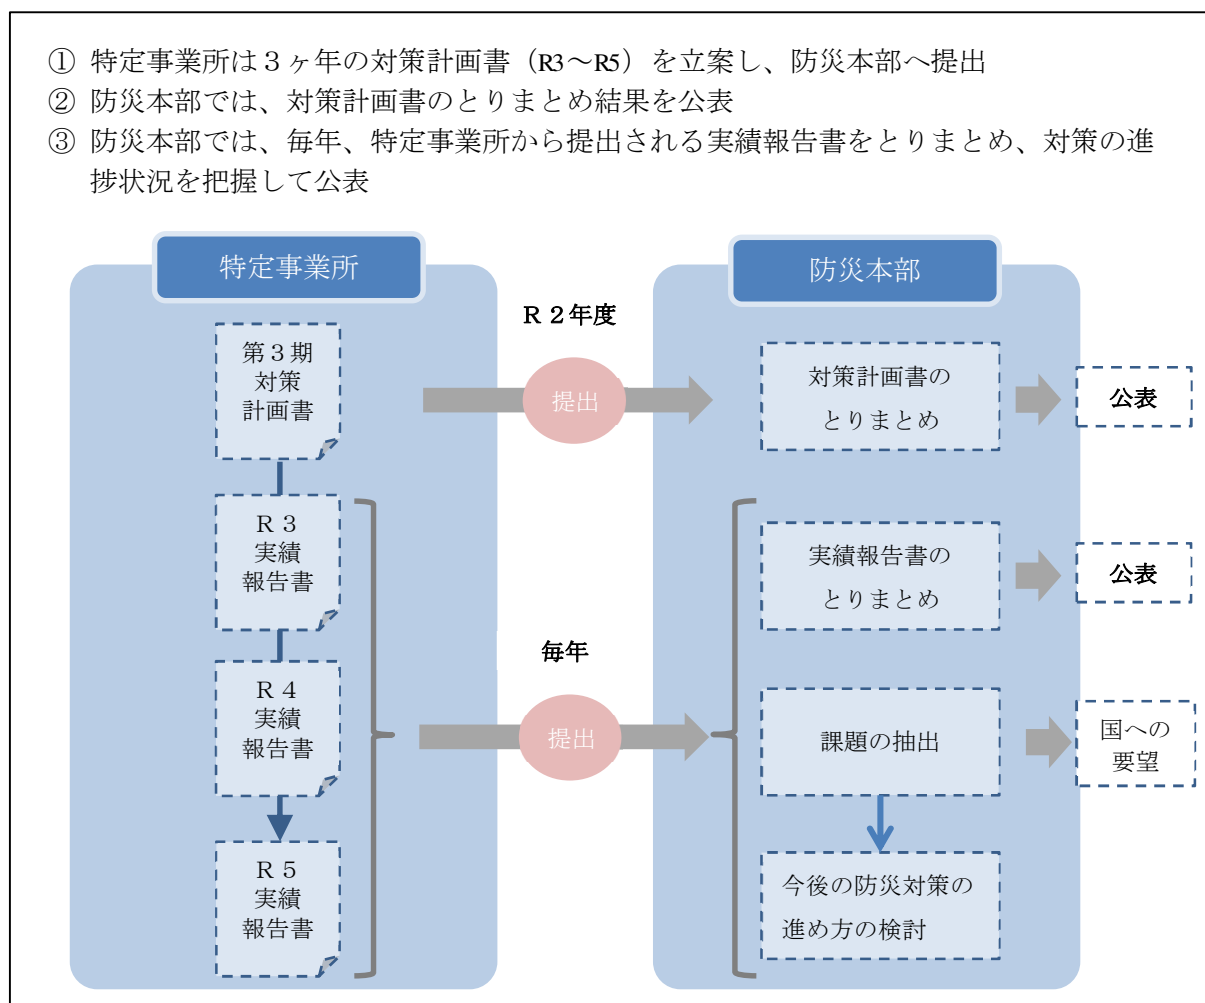 ① 特定事業所は３ヶ年の対策計画書（R3～R5）を立案し、防災本部へ提出
② 防災本部では、対策計画書のとりまとめ結果を公表
③ 防災本部では、毎年、特定事業所から提出される実績報告書をとりまとめ、対策の進
捗状況を把握して公表
特定事業所
防災本部
Ｒ２年度
第３期
対策
計画書
提出
対策計画書の
とりまとめ
公表
Ｒ３
実績
報告書
実績報告書の
とりまとめ
公表
毎年
Ｒ４
実績
報告書
提出
課題の抽出
国への
要望
Ｒ５
実績
報告書
今後の防災対策の
進め方の検討